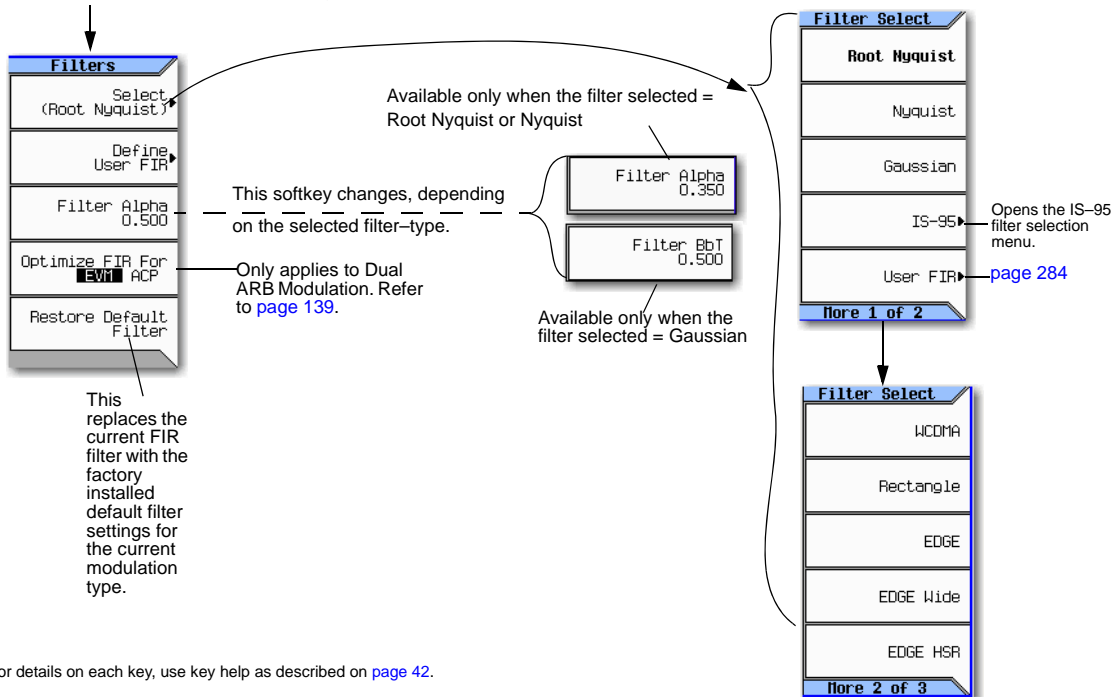 Filters
Select
(Root Nyquist)
Define
User FIR
Filter Alpha
0.500
Optimize FIR For
EVM ACP
Restore Default
Filter
This
replaces the
current FIR
filter with the
factory
installed
default filter
settings for
the current
modulation
type.
This softkey changes, depending
on the selected filter–type.
Only applies to Dual
ARB Modulation. Refer
to page 139.
Available only when the filter selected =
Root Nyquist or Nyquist
Filter Alpha
0.350
Filter BbT
0.500
Available only when the
filter selected = Gaussian
Filter Select
Root Nyquist
Nyquist
Gaussian
IS–95
User FIR
More 1 of 2
Opens the IS–95
filter selection
menu.
page 284
Filter Select
WCDMA
Rectangle
EDGE
EDGE Wide
EDGE HSR
More 2 of 3
or details on each key, use key help as described on page 42.